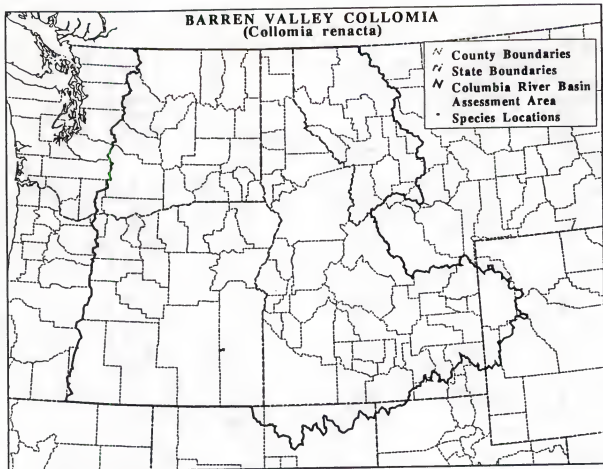 BARREN VALLEY COLLOMIA
(Collomia renacta)
County Boundaries
State Boundaries
Columbia River Basin
Assessment Area
Species Locations